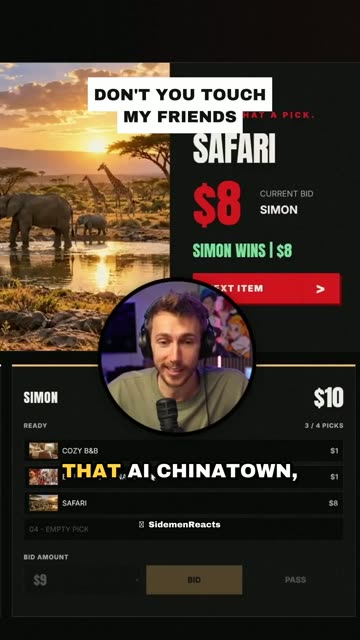 DON'T YOU TOUCH
MY FRIENDS
HAT A PICK.
SAFARI
$8
CURRENT BID
SIMON
SIMON WINS | $8
EXT ITEM >
SIMON
$10
READY
3 / 4 PICKS
COZY B&B
$1
$1
THAT AI CHINATOWN,
SAFARI
$8
04 - EMPTY PICK
SidemenReacts
BID AMOUNT
$9
BID
PASS